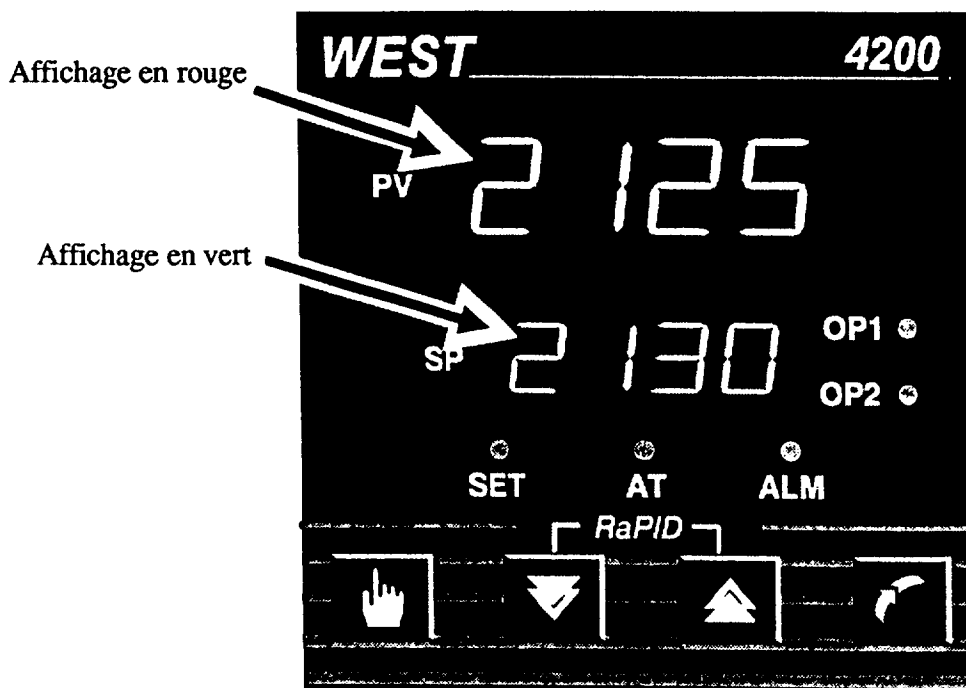 WEST 4200
Affichage en rouge
PV 2125
Affichage en vert
SP 2130
OP1
OP2
SET AT ALM
RaPID